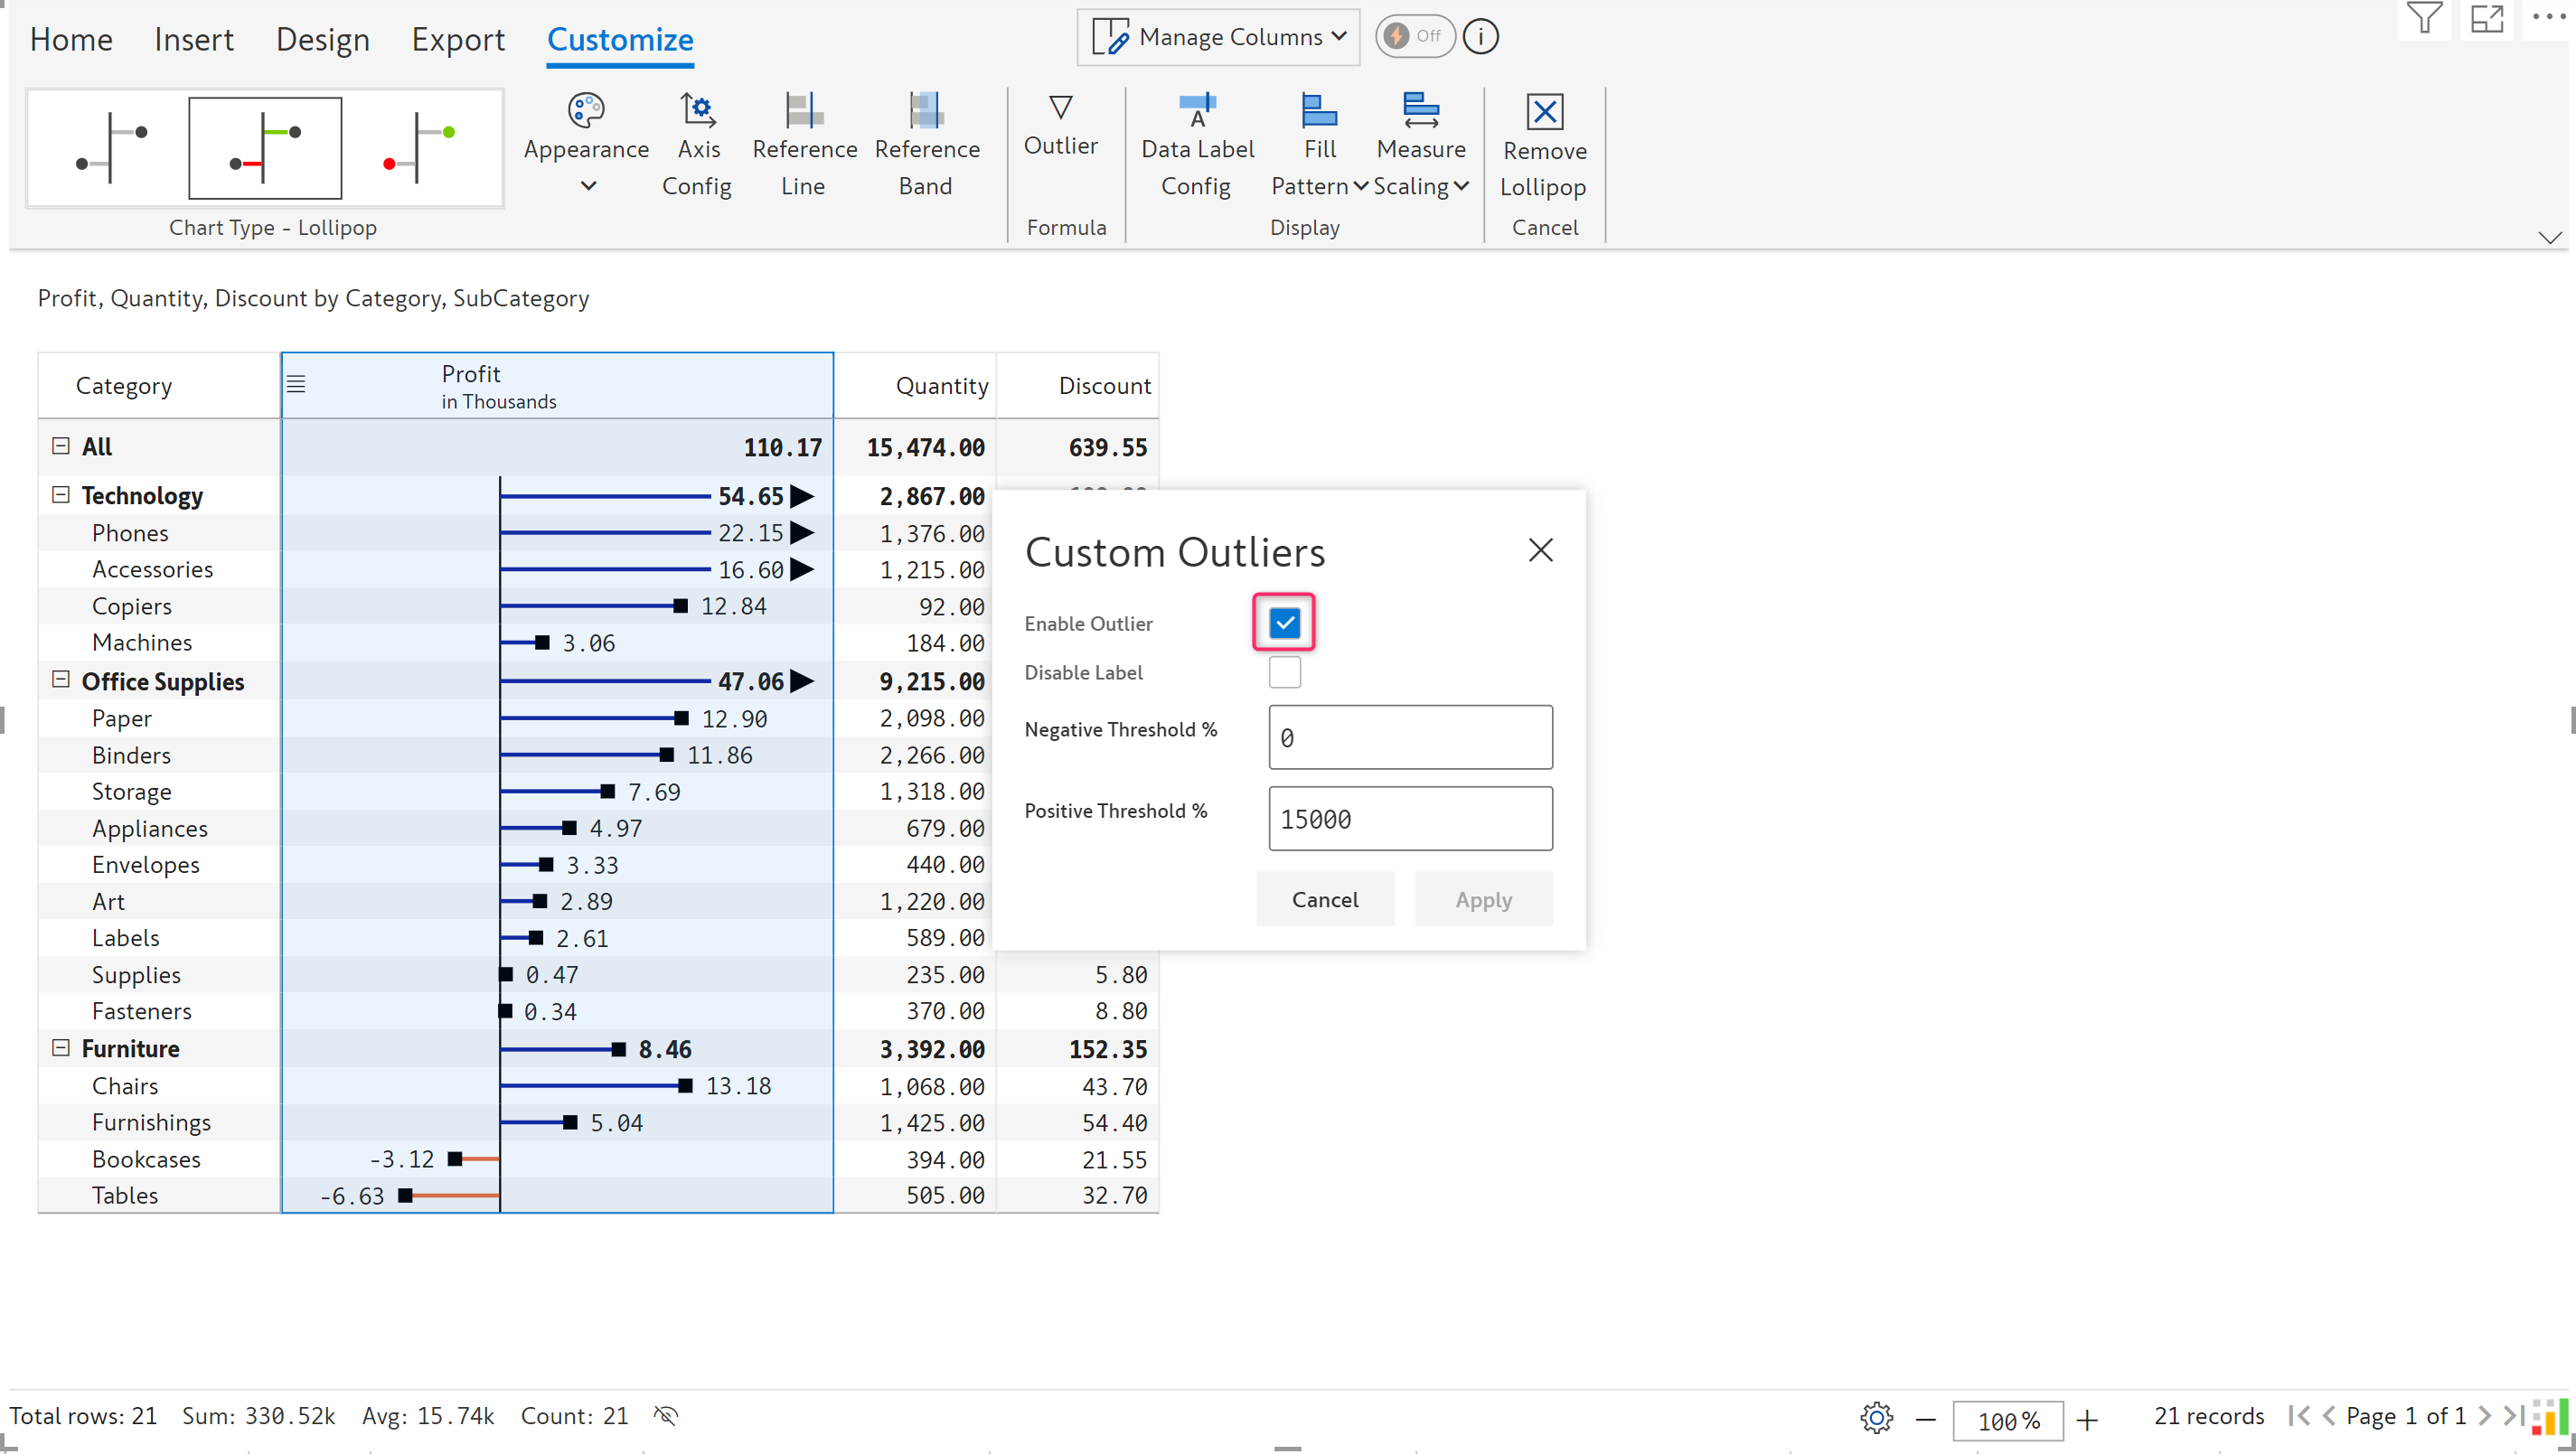 Home Insert Design Export Customize Manage Columns Off i
Appearance Axis Config Reference Line Reference Band Outlier Data Label Config Fill Pattern Measure Scaling Remove Lollipop
Chart Type - Lollipop Formula Display Cancel
Profit, Quantity, Discount by Category, SubCategory
Category Profit in Thousands Quantity Discount
All 110.17 15,474.00 639.55
Technology 54.65 2,867.00
Phones 22.15 1,376.00
Accessories 16.60 1,215.00
Copiers 12.84 92.00
Machines 3.06 184.00
Office Supplies 47.06 9,215.00
Paper 12.90 2,098.00
Binders 11.86 2,266.00
Storage 7.69 1,318.00
Appliances 4.97 679.00
Envelopes 3.33 440.00
Art 2.89 1,220.00
Labels 2.61 589.00
Supplies 0.47 235.00 5.80
Fasteners 0.34 370.00 8.80
Furniture 8.46 3,392.00 152.35
Chairs 13.18 1,068.00 43.70
Furnishings 5.04 1,425.00 54.40
Bookcases -3.12 394.00 21.55
Tables -6.63 505.00 32.70
Custom Outliers
Enable Outlier
Disable Label
Negative Threshold % 0
Positive Threshold % 15000
Cancel Apply
Total rows: 21 Sum: 330.52k Avg: 15.74k Count: 21 100% 21 records Page 1 of 1